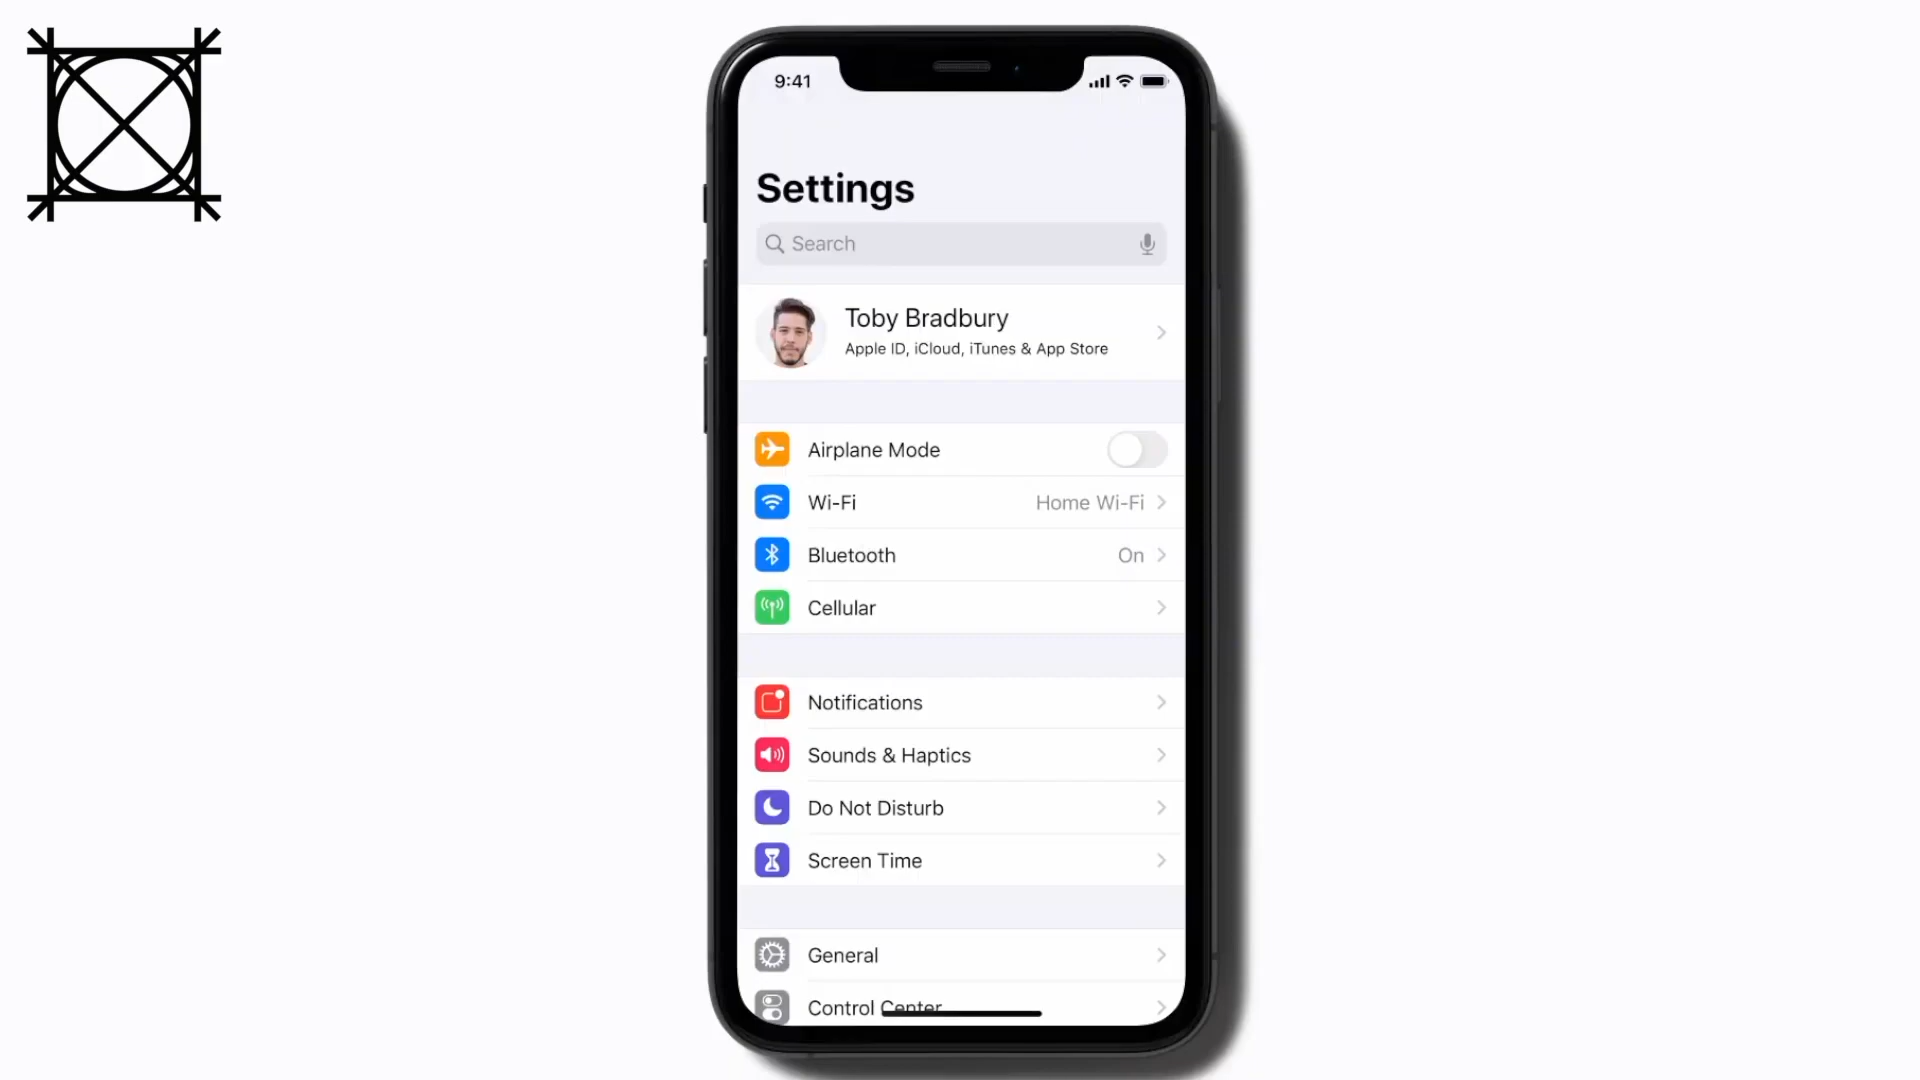 9:41
Settings
Search
Toby Bradbury
Apple ID, iCloud, iTunes & App Store
Airplane Mode
Wi-Fi Home Wi-Fi
Bluetooth On
Cellular
Notifications
Sounds & Haptics
Do Not Disturb
Screen Time
General
Control Center